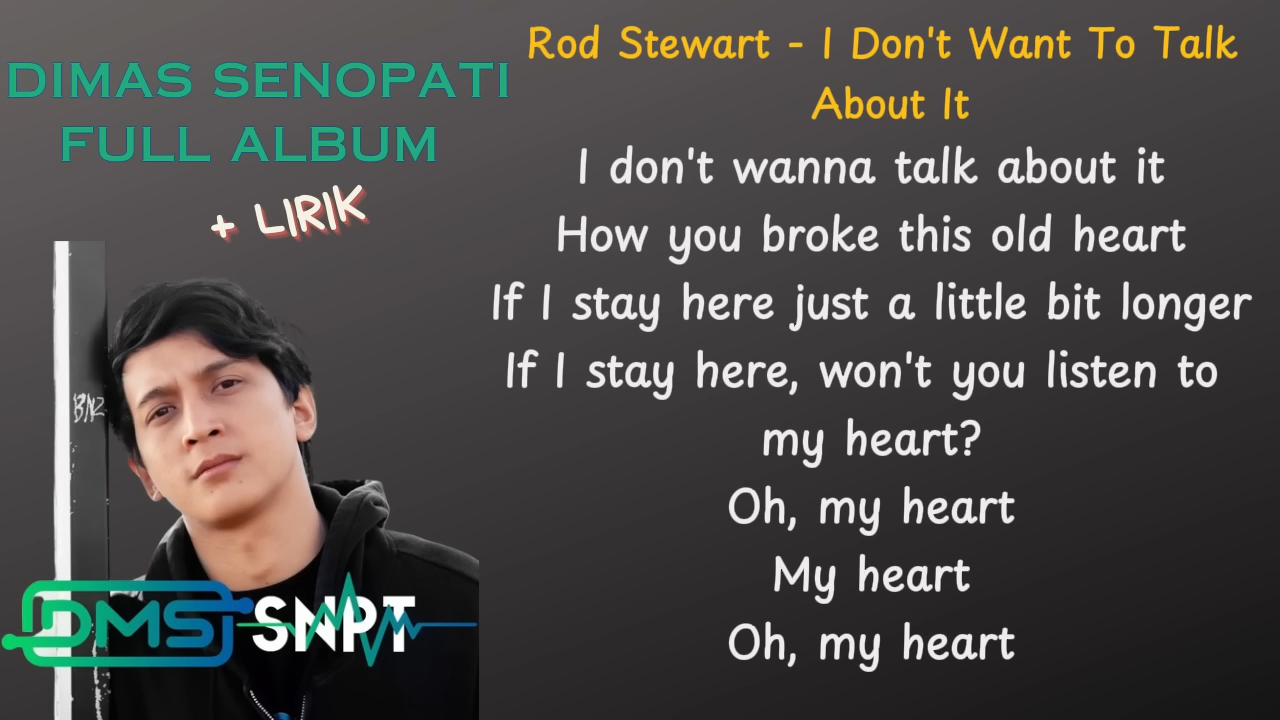 DIMAS SENOPATI
FULL ALBUM
+ LIRIK
BNZ
DMS
SNPT
Rod Stewart - I Don't Want To Talk
About It
I don't wanna talk about it
How you broke this old heart
If I stay here just a little bit longer
If I stay here, won't you listen to
my heart?
Oh, my heart
My heart
Oh, my heart